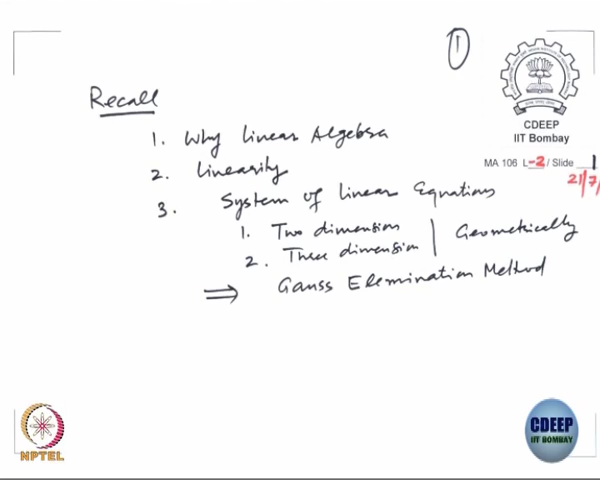 ①
Recall
1. Why Linear Algebra
2. Linearity
3. System of Linear Equations
1. Two dimension
2. Three dimension | Geometrically
⇒ Gauss Elemination Method
CDEEP
IIT Bombay
MA 106 L-2 / Slide 1
21/7/
NPTEL
CDEEP
IIT BOMBAY